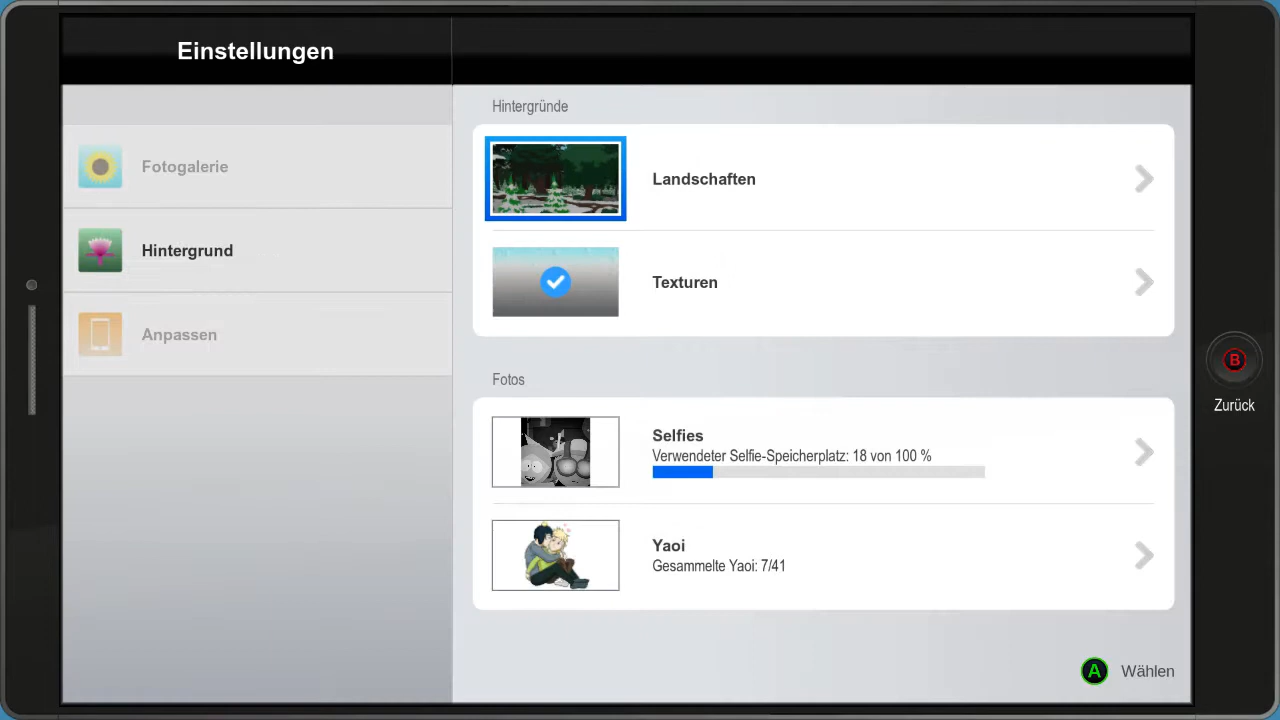 Einstellungen
Fotogalerie
Hintergrund
Anpassen
Hintergründe
Landschaften
Texturen
Fotos
Selfies
Verwendeter Selfie-Speicherplatz: 18 von 100 %
Yaoi
Gesammelte Yaoi: 7/41
B
Zurück
A Wählen